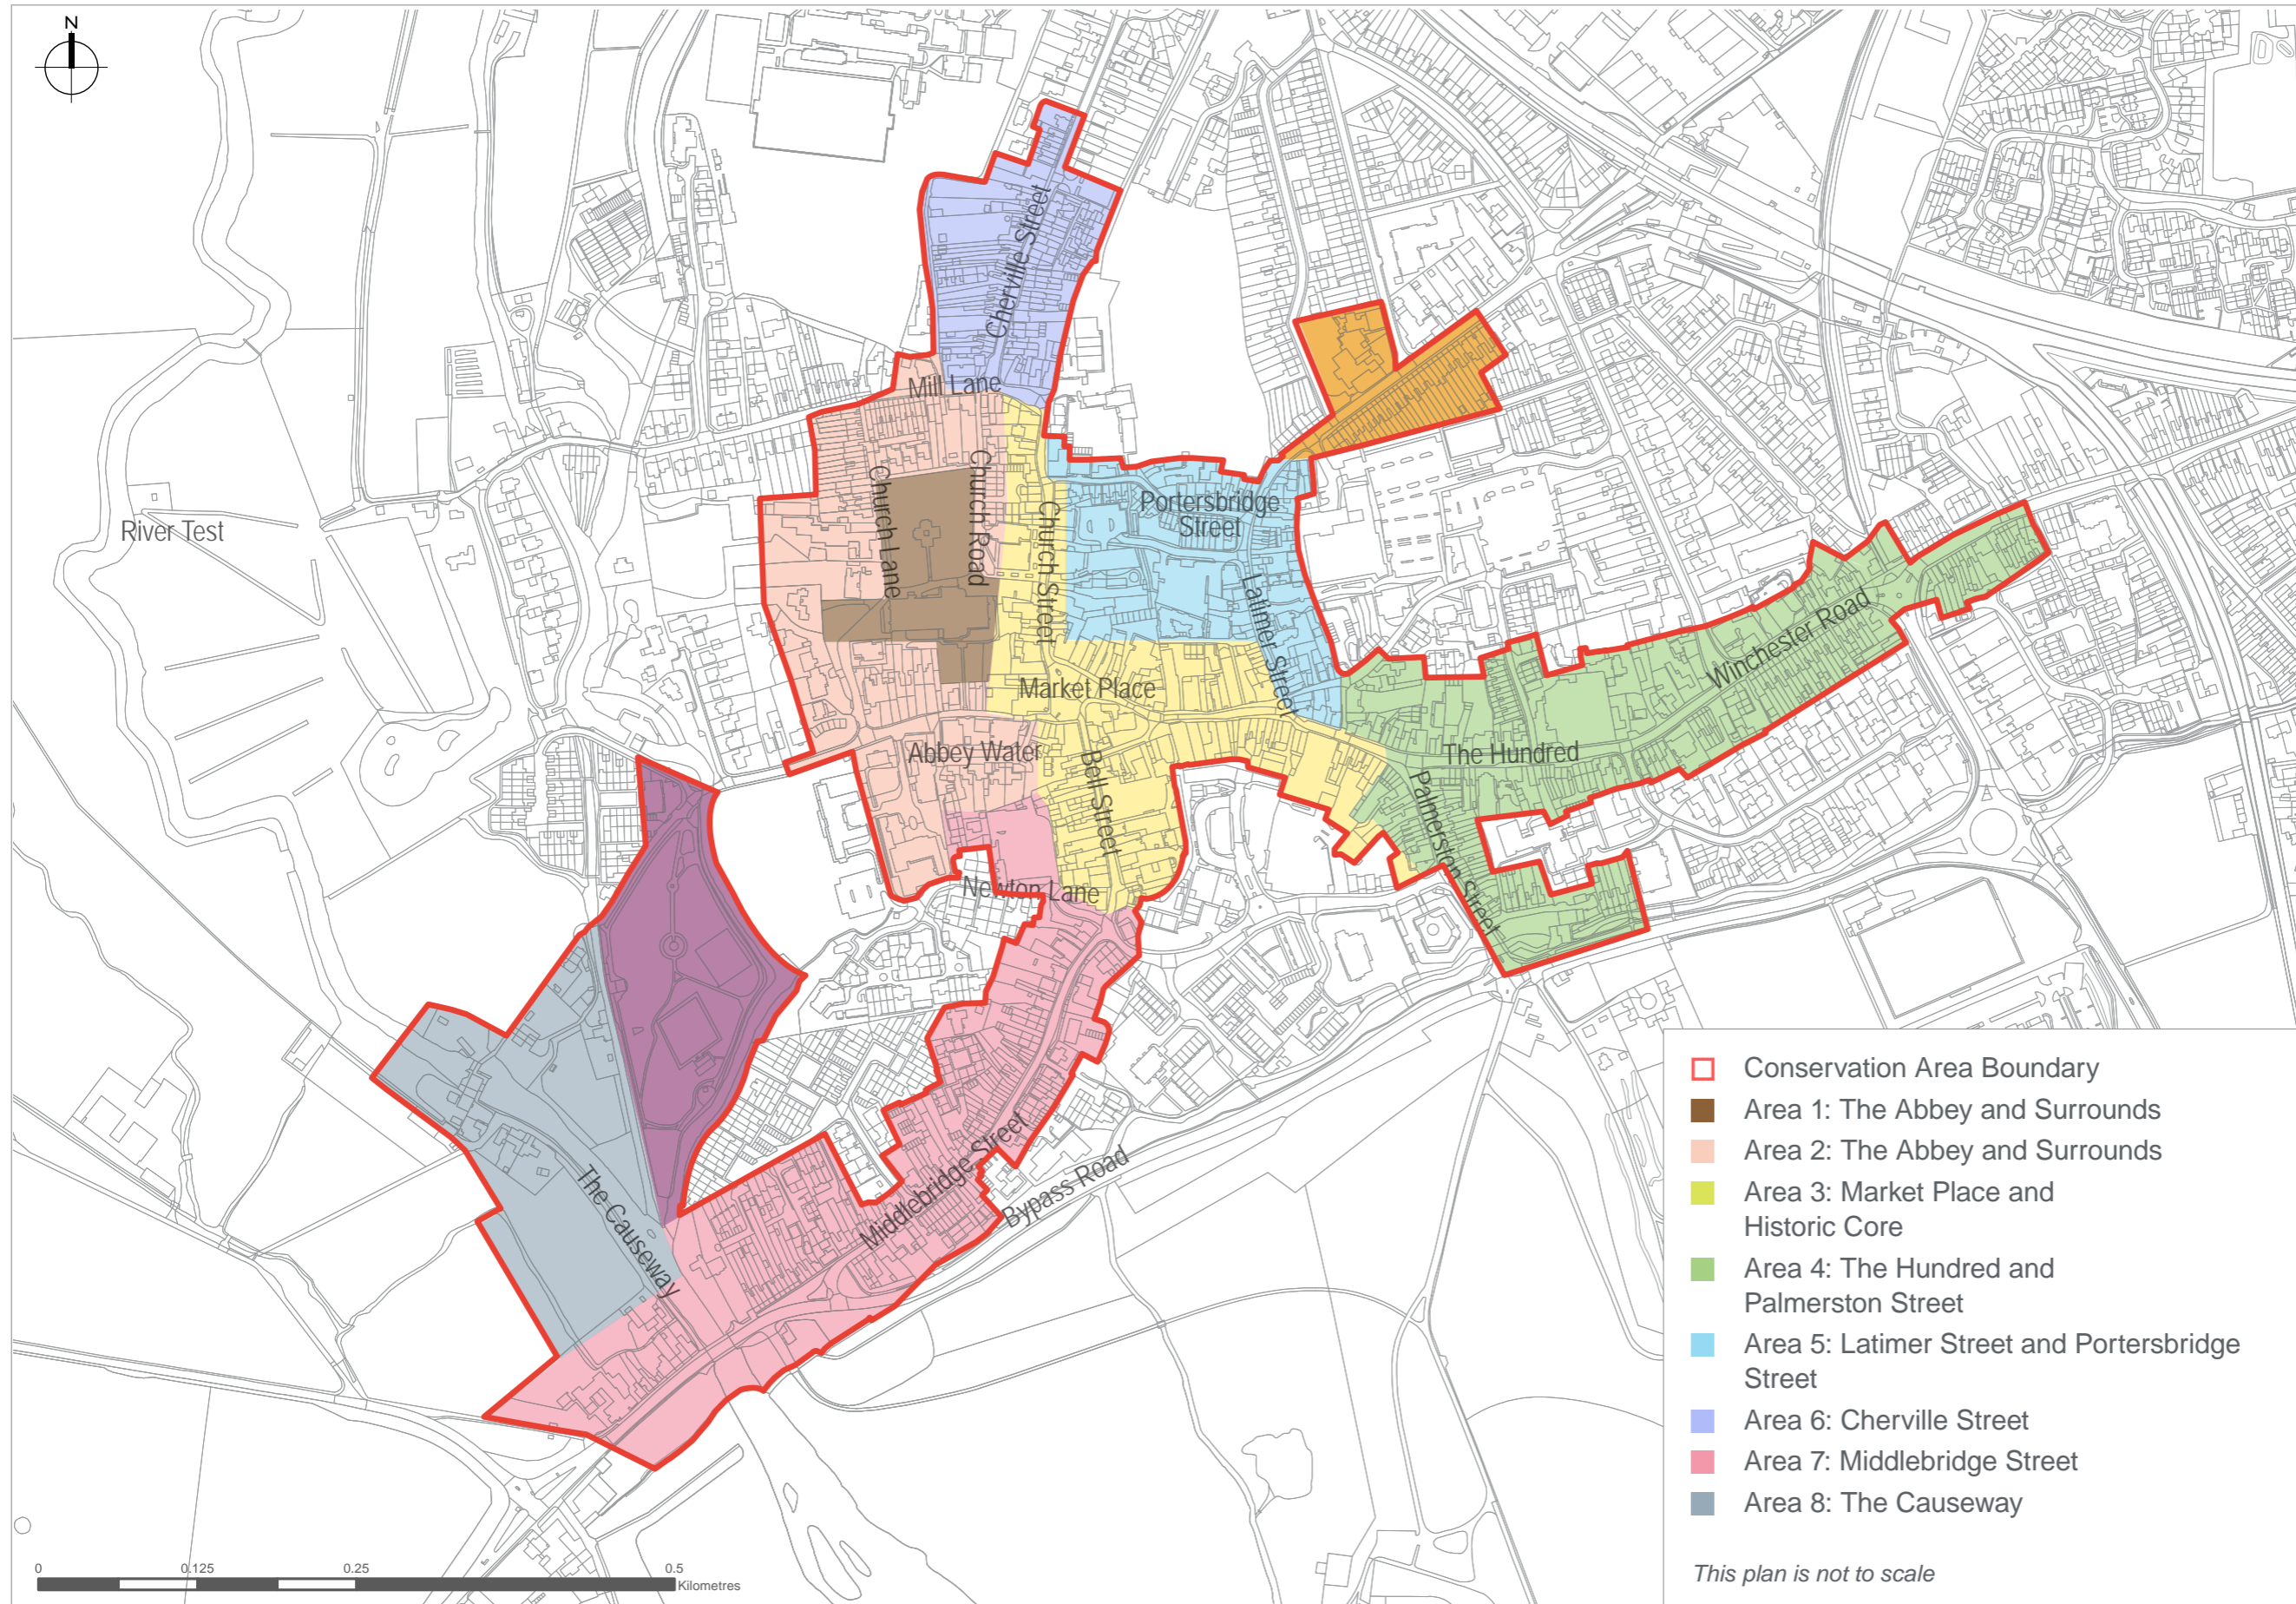 N
Cherville Street
Mill Lane
Church Road
Church Lane
Church Street
Portersbridge
Street
River Test
Latimer Street
Winchester Road
Market Place
Abbey Water
The Hundred
Bell Street
Palmerston Street
Newton Lane
Middlebridge Street
Bypass Road
The Causeway
Conservation Area Boundary
Area 1: The Abbey and Surrounds
Area 2: The Abbey and Surrounds
Area 3: Market Place and
Historic Core
Area 4: The Hundred and
Palmerston Street
Area 5: Latimer Street and Portersbridge
Street
Area 6: Cherville Street
Area 7: Middlebridge Street
Area 8: The Causeway
This plan is not to scale
0 0.125 0.25 0.5
Kilometres